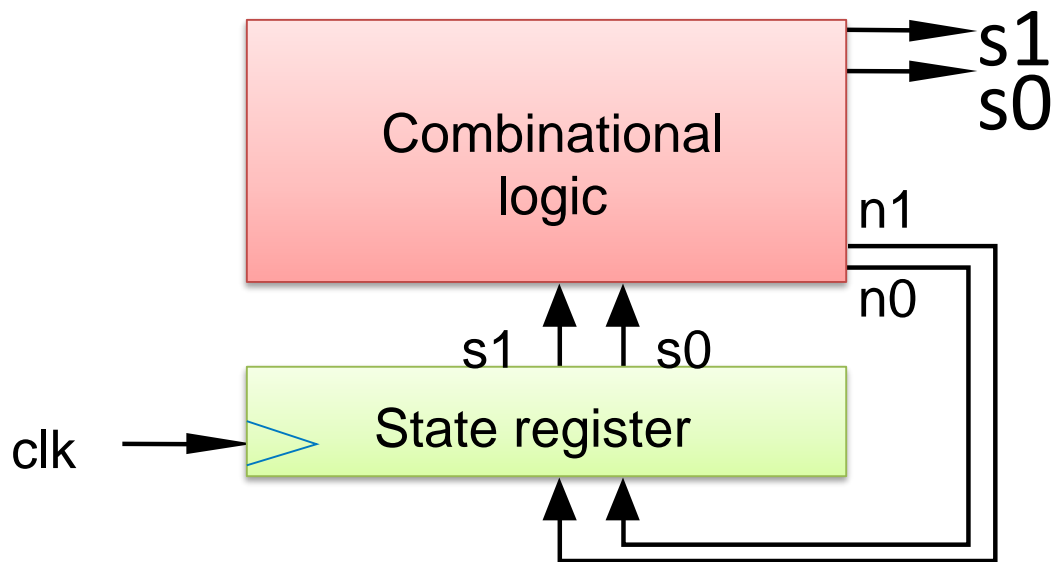 s1
s0
Combinational
logic
n1
n0
s1 s0
State register
clk